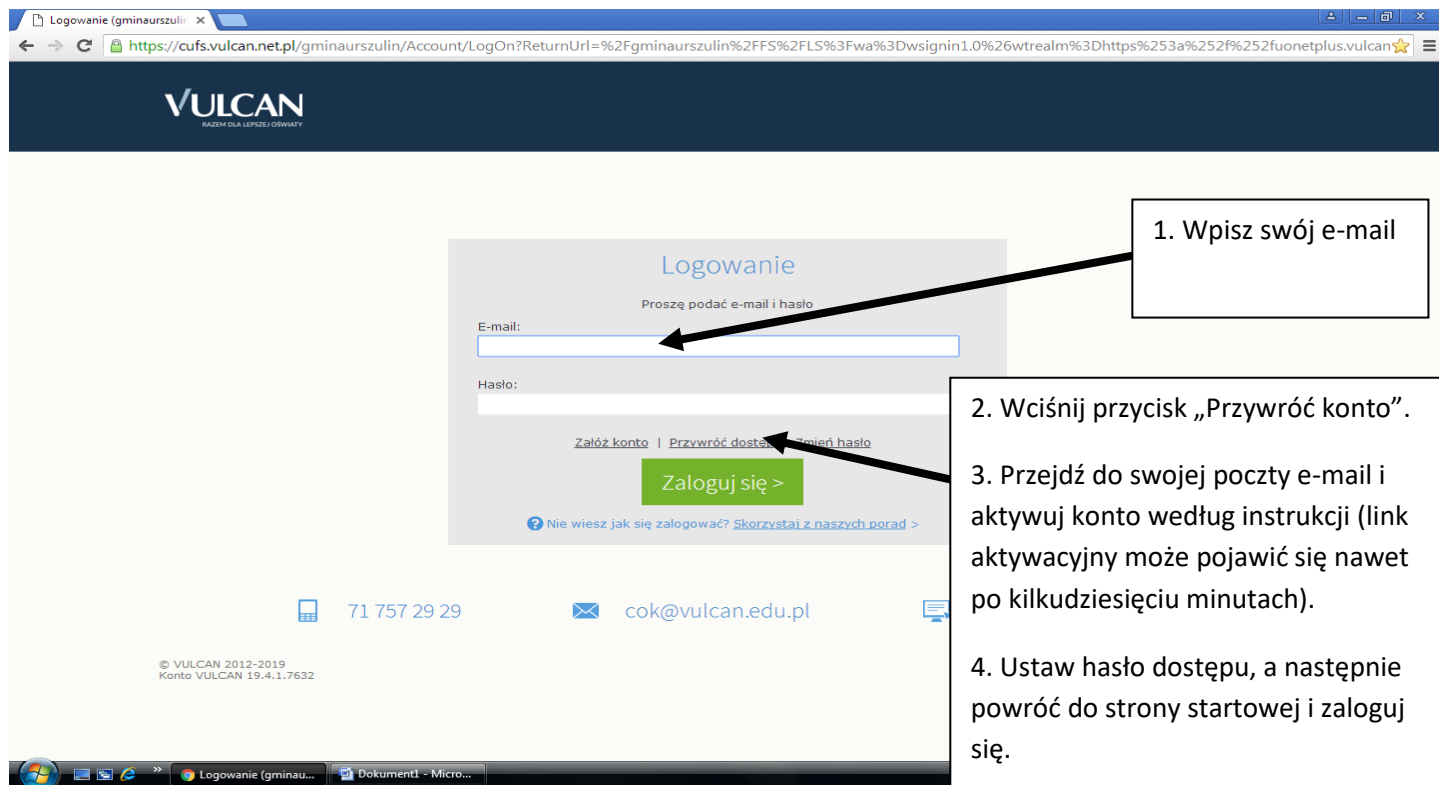 Logowanie (gminaurszulin
https://cufs.vulcan.net.pl/gminaurszulin/Account/LogOn?ReturnUrl=%2Fgminaurszulin%2FFS%2FLS%3Fwa%3Dwsignin1.0%26wtrealm%3Dhttps%253a%252f%252fuonetplus.vulcan
VULCAN
RAZEM DLA LEPSZEJ OŚWIATY
1. Wpisz swój e-mail
Logowanie
Proszę podać e-mail i hasło
E-mail:
Hasło:
Załóż konto | Przywróć dostęp Zmień hasło
Zaloguj się >
? Nie wiesz jak się zalogować? Skorzystaj z naszych porad >
2. Wciśnij przycisk „Przywróć konto”.
3. Przejdź do swojej poczty e-mail i
aktywuj konto według instrukcji (link
aktywacyjny może pojawić się nawet
po kilkudziesięciu minutach).
4. Ustaw hasło dostępu, a następnie
powróć do strony startowej i zaloguj
się.
71 757 29 29
cok@vulcan.edu.pl
© VULCAN 2012-2019
Konto VULCAN 19.4.1.7632
Logowanie (gminau...
Dokument1 - Micro...